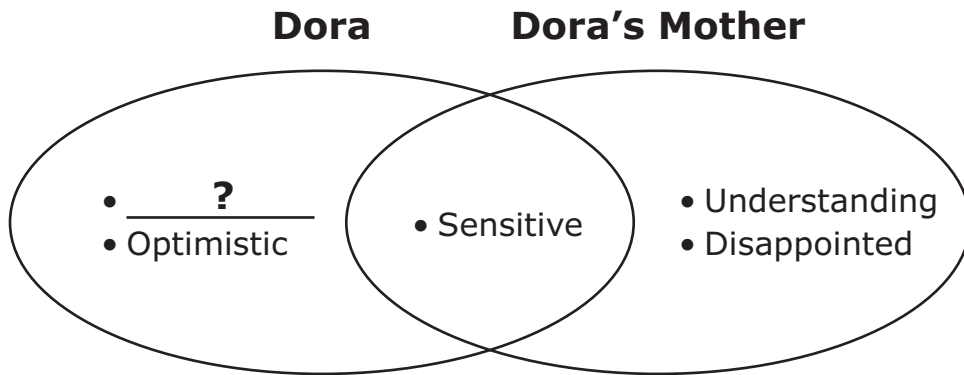 Dora
Dora’s Mother
• ?
• Optimistic
• Sensitive
• Understanding
• Disappointed